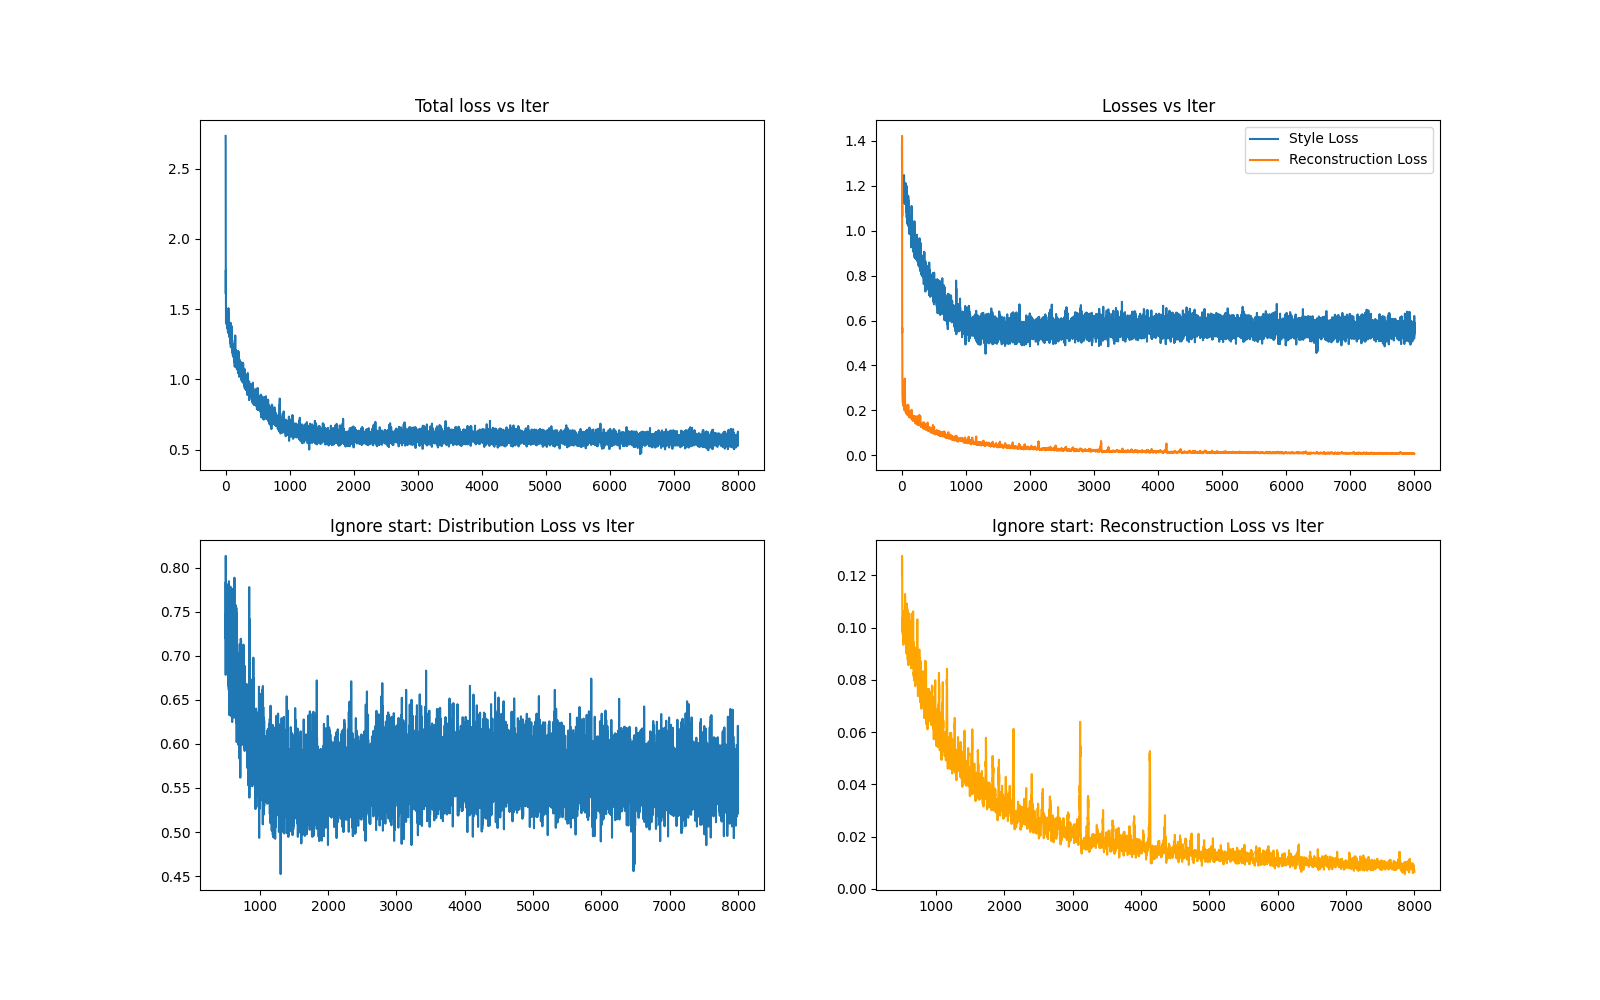 Total loss vs Iter
2.5
2.0
1.5
1.0
0.5
0 1000 2000 3000 4000 5000 6000 7000 8000
Losses vs Iter
Style Loss
Reconstruction Loss
1.4
1.2
1.0
0.8
0.6
0.4
0.2
0.0
0 1000 2000 3000 4000 5000 6000 7000 8000
Ignore start: Distribution Loss vs Iter
0.80
0.75
0.70
0.65
0.60
0.55
0.50
0.45
1000 2000 3000 4000 5000 6000 7000 8000
Ignore start: Reconstruction Loss vs Iter
0.12
0.10
0.08
0.06
0.04
0.02
0.00
1000 2000 3000 4000 5000 6000 7000 8000